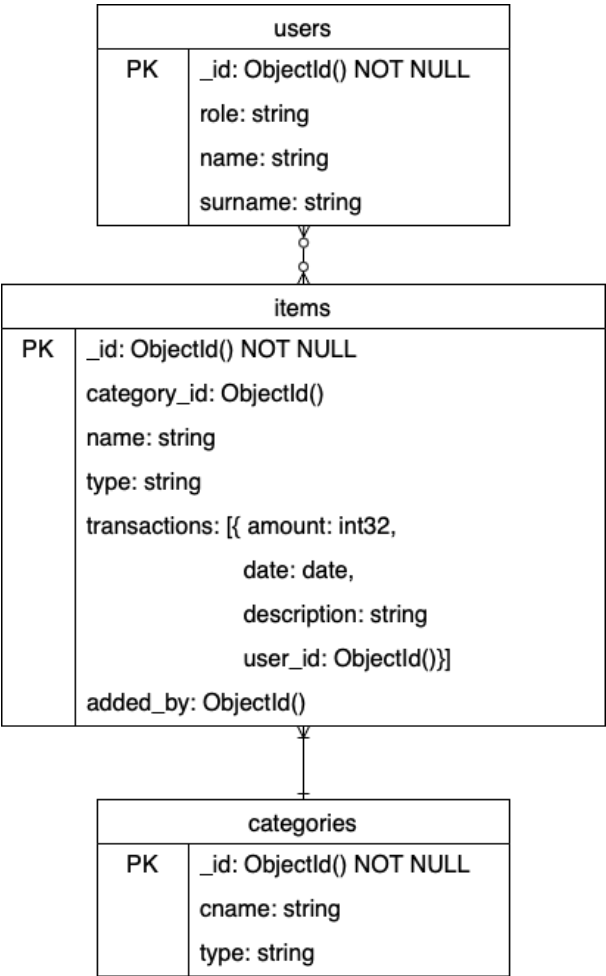 users
PK _id: ObjectId() NOT NULL
role: string
name: string
surname: string
items
PK _id: ObjectId() NOT NULL
category_id: ObjectId()
name: string
type: string
transactions: [{ amount: int32,
date: date,
description: string
user_id: ObjectId()}]
added_by: ObjectId()
categories
PK _id: ObjectId() NOT NULL
cname: string
type: string